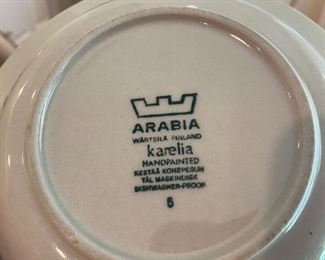 ARABIA
WÄRTSILÄ FINLAND
karelia
HANDPAINTED
KESTÄÄ KONEPESUN
TÅL MASKINDISK
DISHWASHER-PROOF
6